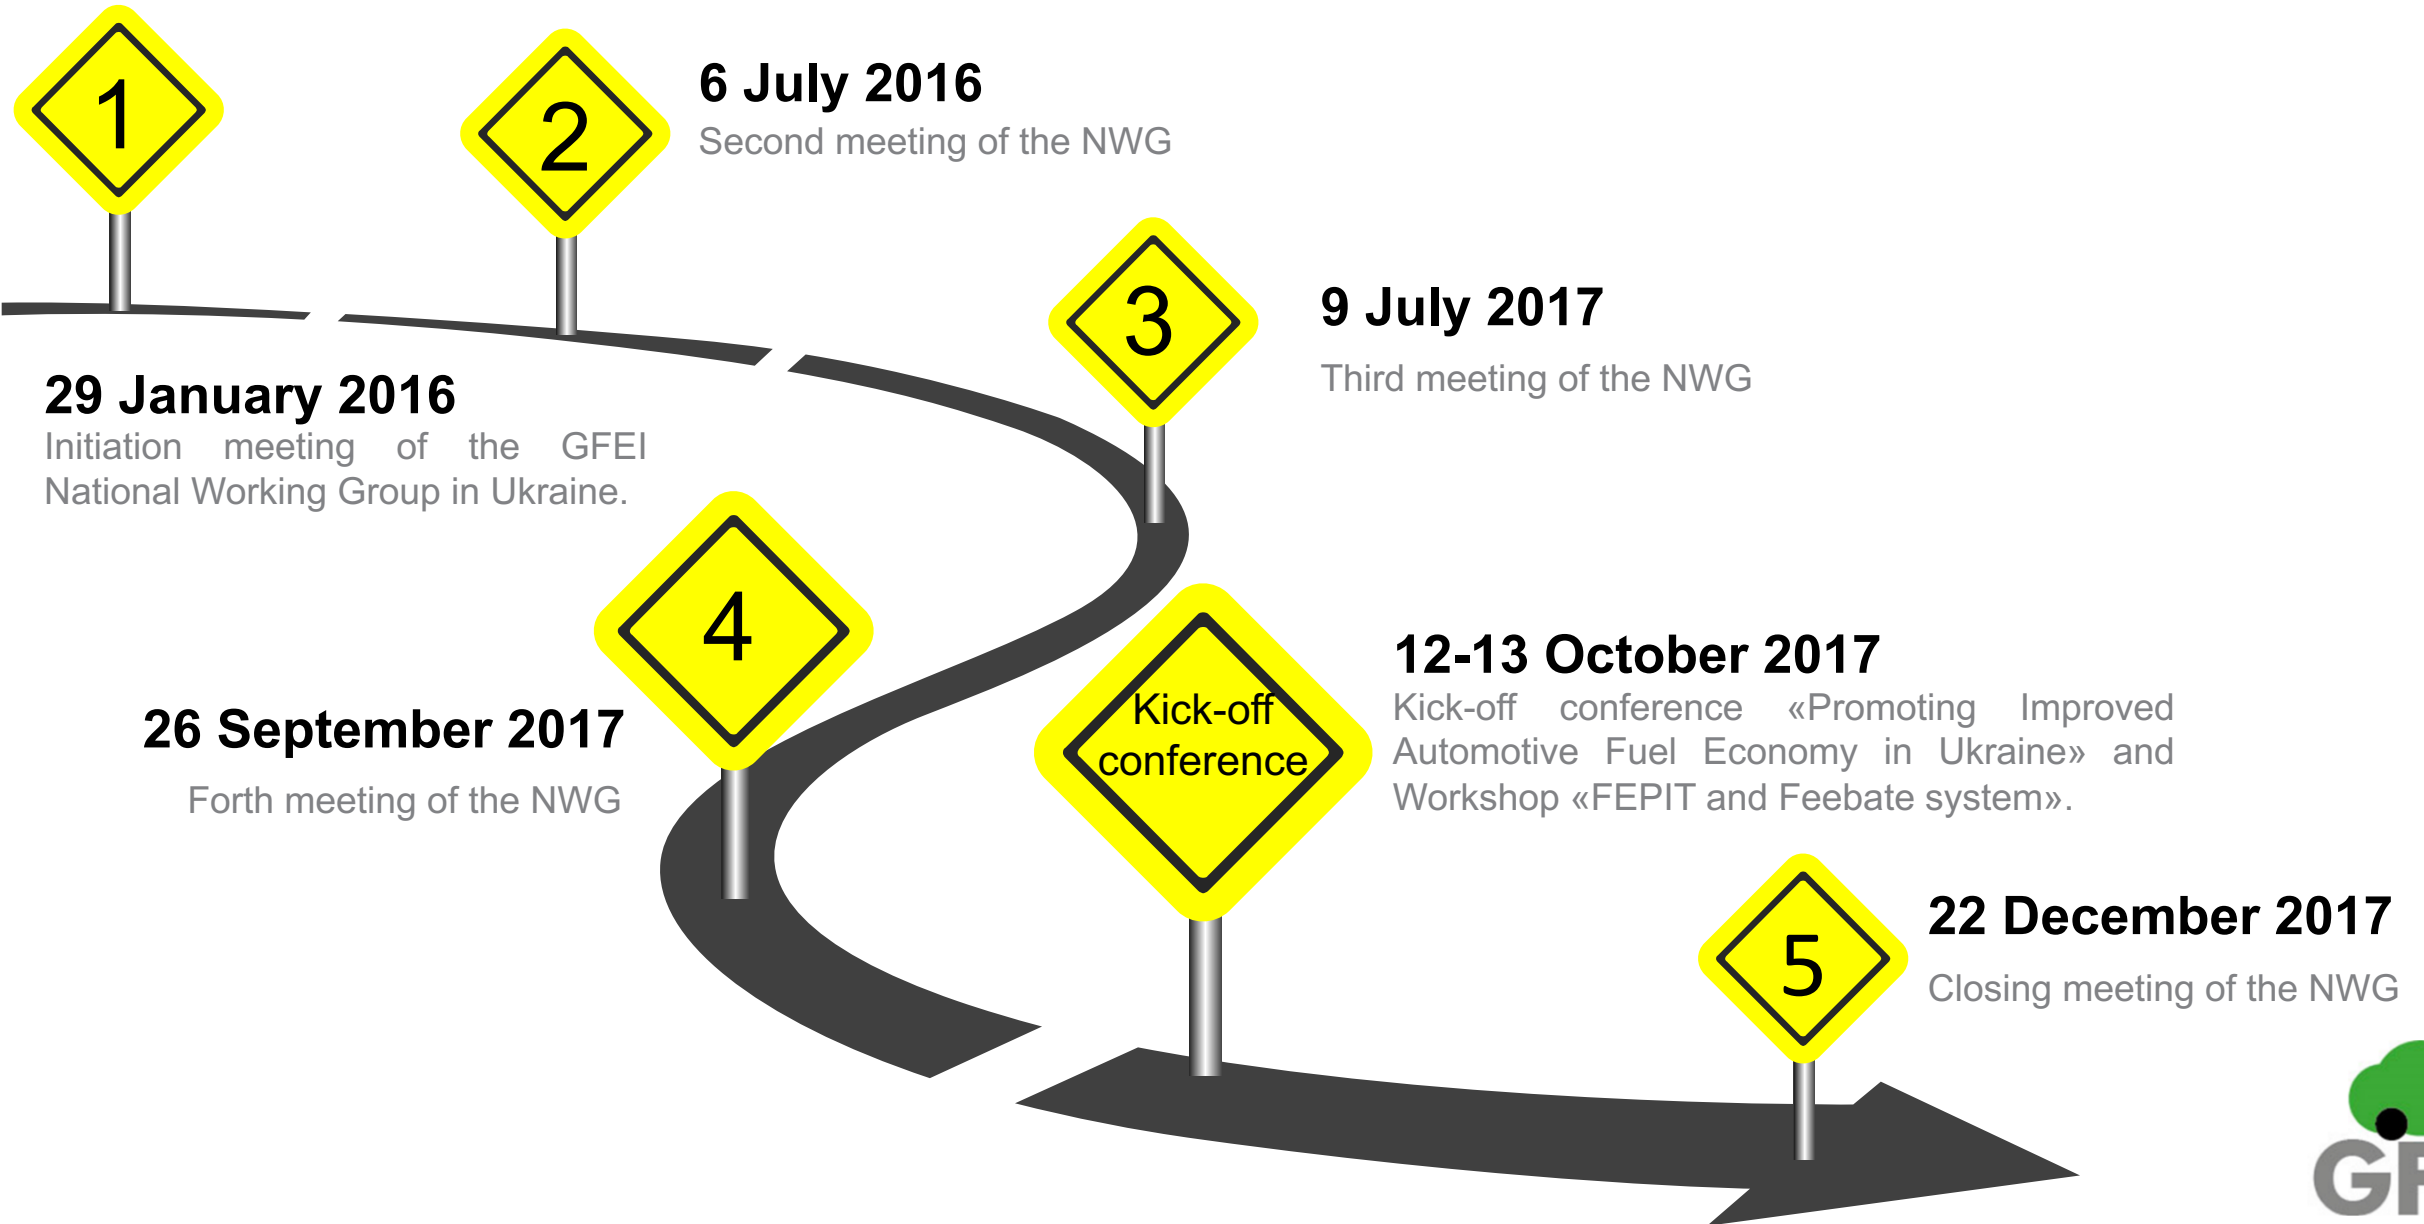 1
29 January 2016
Initiation meeting of the GFEI
National Working Group in Ukraine.
2
6 July 2016
Second meeting of the NWG
3
9 July 2017
Third meeting of the NWG
4
26 September 2017
Forth meeting of the NWG
Kick-off
conference
12-13 October 2017
Kick-off conference «Promoting Improved
Automotive Fuel Economy in Ukraine» and
Workshop «FEPIT and Feebate system».
5
22 December 2017
Closing meeting of the NWG